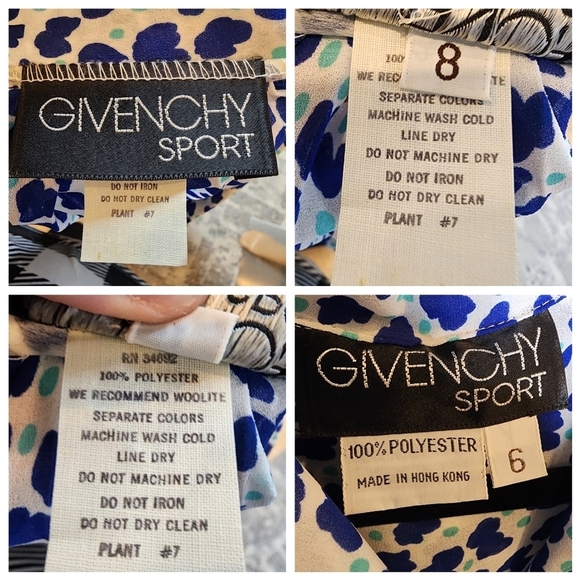 GIVENCHY
SPORT
DO NOT IRON
DO NOT DRY CLEAN
PLANT #7
8
100
WE REC TE
SEPARATE COLORS
MACHINE WASH COLD
LINE DRY
DO NOT MACHINE DRY
DO NOT IRON
DO NOT DRY CLEAN
PLANT #7
RN 34692
100% POLYESTER
WE RECOMMEND WOOLITE
SEPARATE COLORS
MACHINE WASH COLD
LINE DRY
DO NOT MACHINE DRY
DO NOT IRON
DO NOT DRY CLEAN
PLANT #7
GIVENCHY
SPORT
100% POLYESTER
MADE IN HONG KONG
6